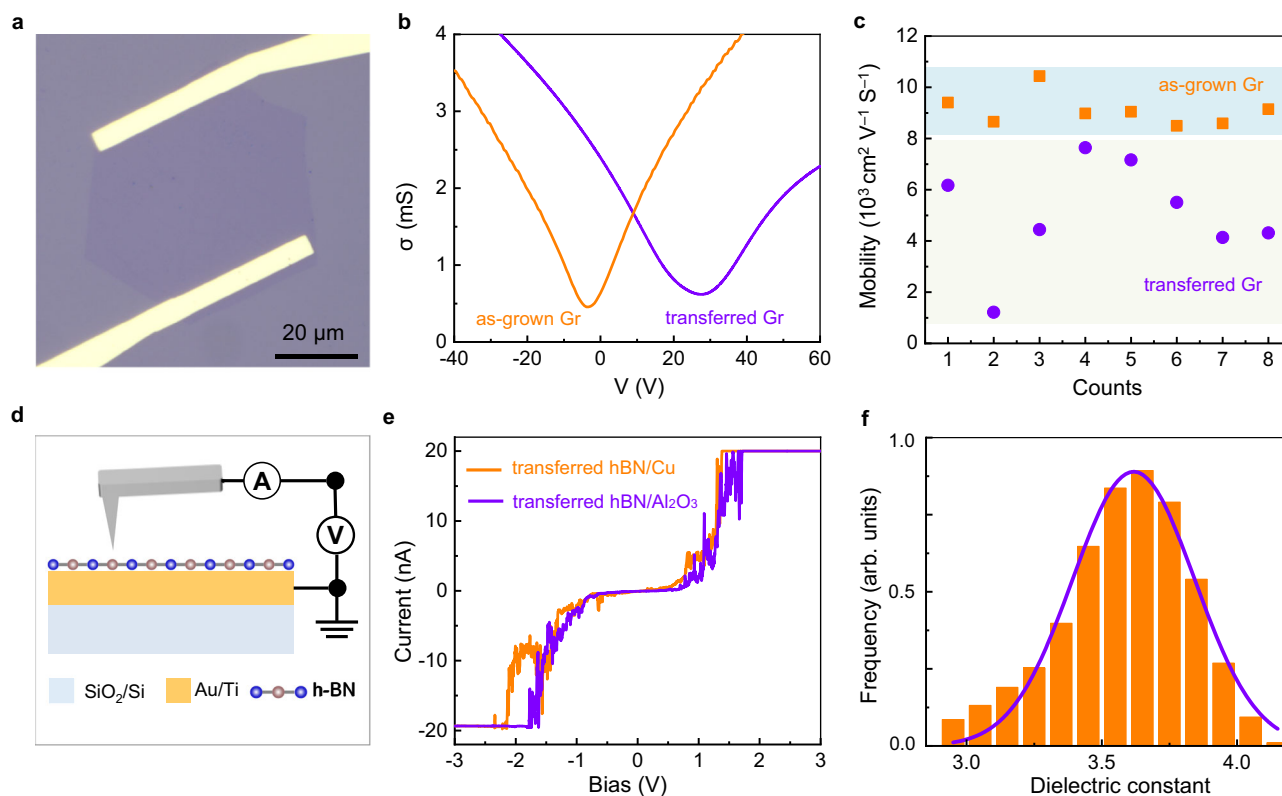 a
20 µm
b
σ (mS)
4
3
2
1
0
as-grown Gr
transferred Gr
-40 -20 0 20 40 60
V (V)
c
Mobility (10³ cm² V⁻¹ S⁻¹)
12
10
8
6
4
2
0
as-grown Gr
transferred Gr
1 2 3 4 5 6 7 8
Counts
d
A
V
SiO₂/Si
Au/Ti
h-BN
e
Current (nA)
20
10
0
-10
-20
transferred hBN/Cu
transferred hBN/Al₂O₃
-3 -2 -1 0 1 2 3
Bias (V)
f
Frequency (arb. units)
1.0
0.5
0.0
3.0 3.5 4.0
Dielectric constant